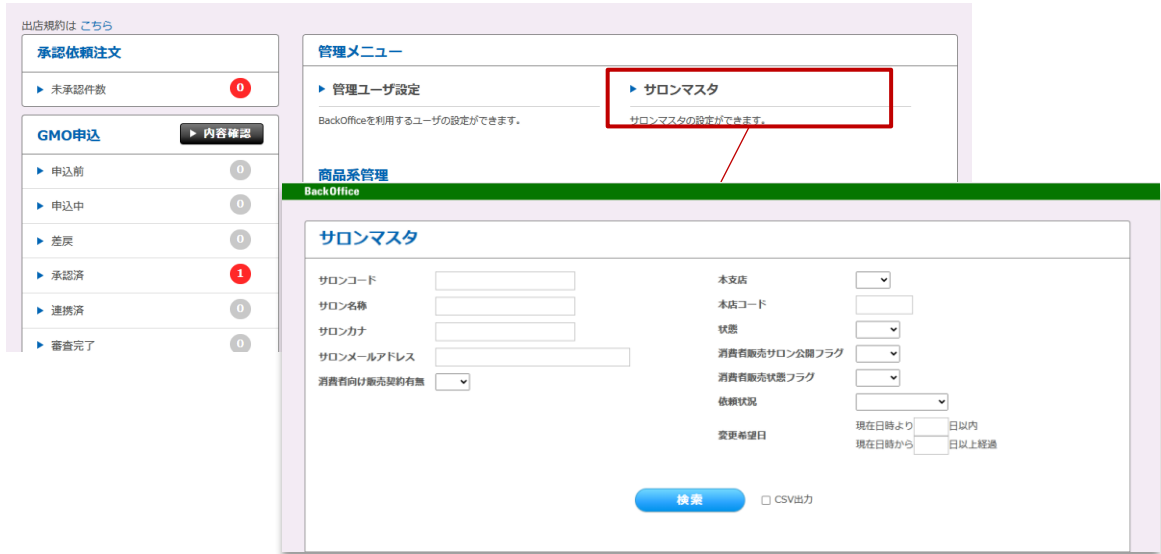 出店規約は こちら
承認依頼注文
未承認件数 0
GMO申込 内容確認
申込前 0
申込中 0
差戻 0
承認済 1
連携済 0
審査完了 0
管理メニュー
管理ユーザ設定
BackOfficeを利用するユーザの設定ができます。
サロンマスタ
サロンマスタの設定ができます。
商品系管理
BackOffice
サロンマスタ
サロンコード
サロン名称
サロンカナ
サロンメールアドレス
消費者向け販売契約有無
本支店
本店コード
状態
消費者販売サロン公開フラグ
消費者販売状態フラグ
依頼状況
変更希望日
現在日時より 日以内
現在日時から 日以上経過
検索
CSV出力